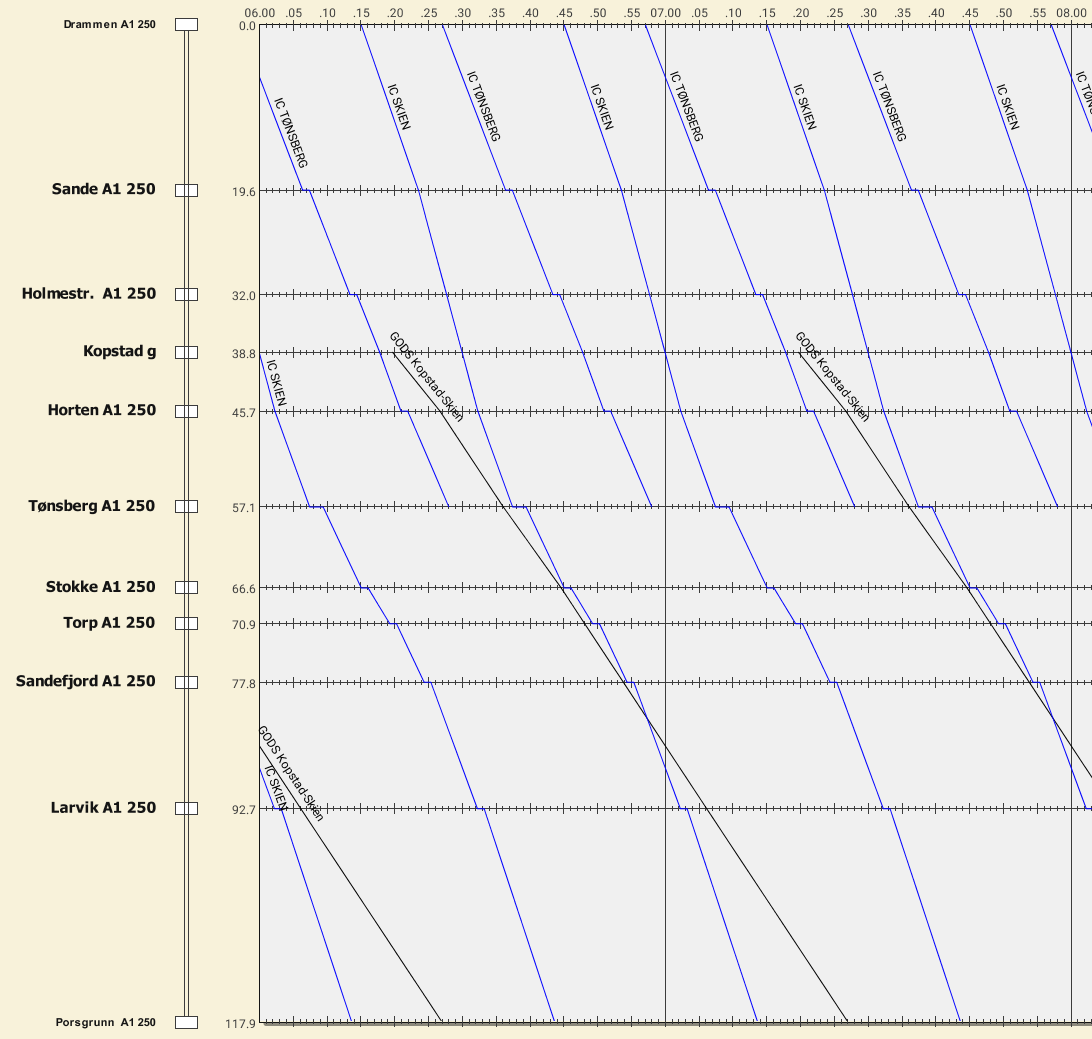 06.00 .05 .10 .15 .20 .25 .30 .35 .40 .45 .50 .55 07.00 .05 .10 .15 .20 .25 .30 .35 .40 .45 .50 .55 08.00
Drammen A1 250 0.0
IC TØNSBERG
IC SKIEN
IC TØNSBERG
IC SKIEN
IC TØNSBERG
IC SKIEN
IC TØNSBERG
IC SKIEN
IC TØN
Sande A1 250 19.6
Holmestr. A1 250 32.0
Kopstad g 38.8
IC SKIEN
GODS Kopstad-Skien
GODS Kopstad-Skien
Horten A1 250 45.7
Tønsberg A1 250 57.1
Stokke A1 250 66.6
Torp A1 250 70.9
Sandefjord A1 250 77.8
GODS Kopstad-Skien
IC SKIEN
Larvik A1 250 92.7
Porsgrunn A1 250 117.9